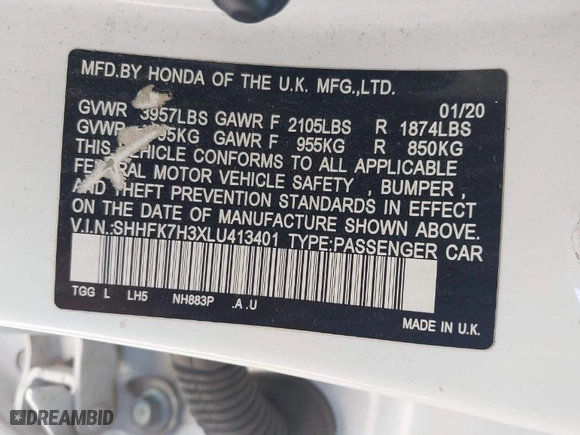 MFD.BY HONDA OF THE U.K. MFG.,LTD.
01/20
GVWR 3957LBS GAWR F 2105LBS R 1874LBS
GVWR 95KG GAWR F 955KG R 850KG
THIS VEHICLE CONFORMS TO ALL APPLICABLE
FEDERAL MOTOR VEHICLE SAFETY , BUMPER ,
AND THEFT PREVENTION STANDARDS IN EFFECT
ON THE DATE OF MANUFACTURE SHOWN ABOVE.
V.I.N.:SHHFK7H3XLU413401 TYPE:PASSENGER CAR
TGG L LH5 NH883P .A .U
MADE IN U.K.
DREAMBID